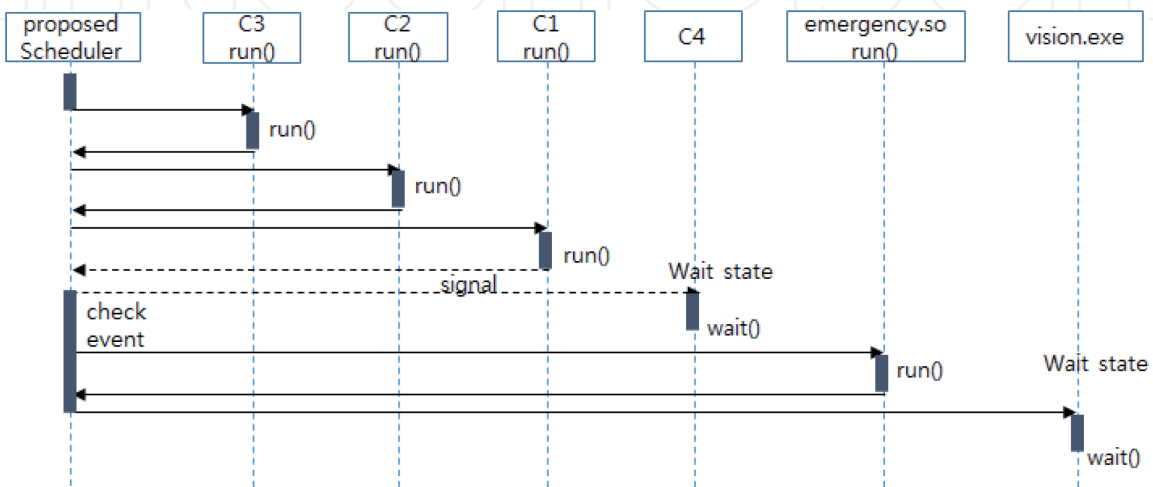 proposed
Scheduler
C3
run()
C2
run()
C1
run()
C4
emergency.so
run()
vision.exe
run()
run()
run()
signal
Wait state
check
event
wait()
run()
Wait state
wait()